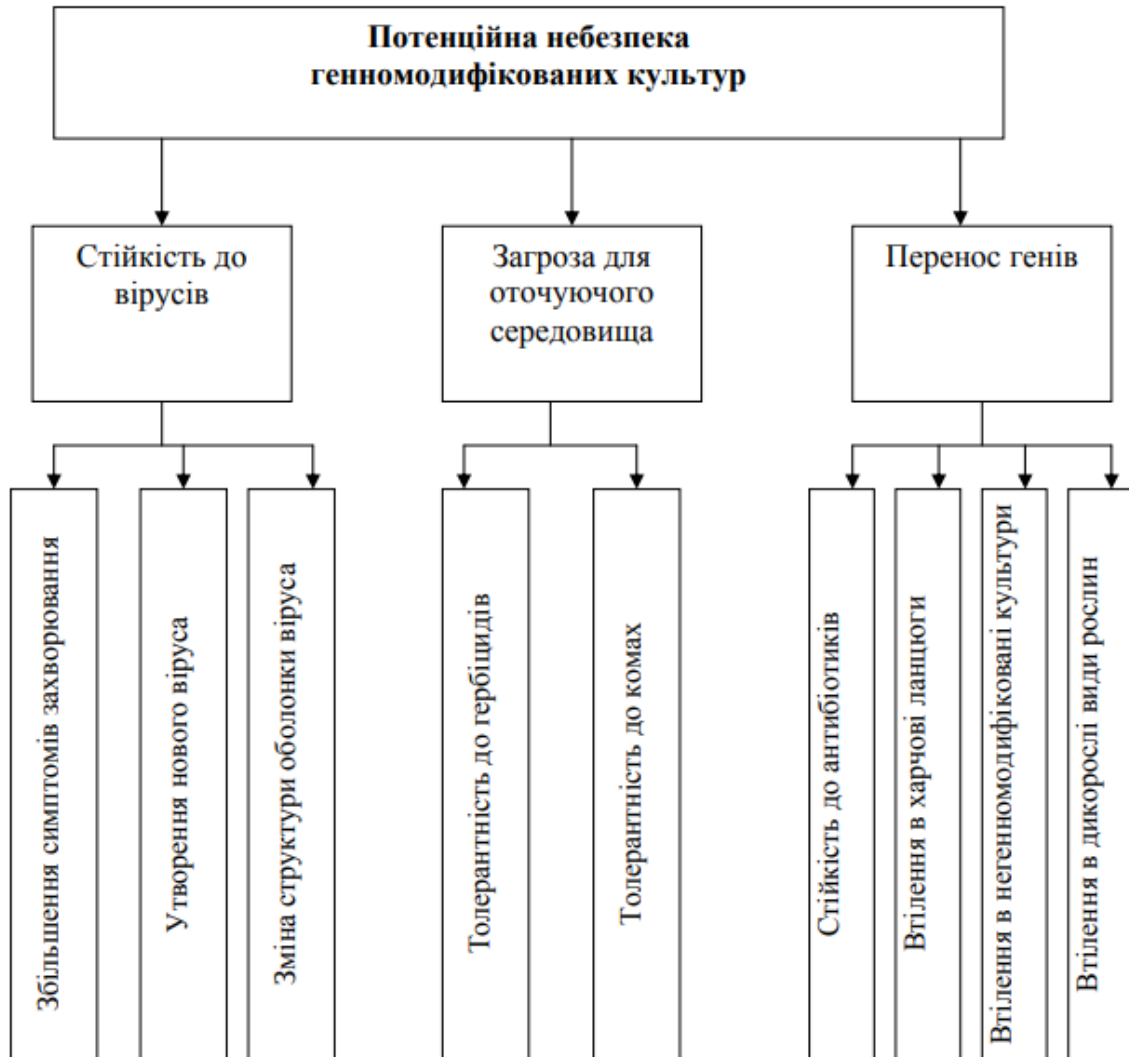 Потенційна небезпека
генномодифікованих культур
Стійкість до
вірусів
Загроза для
оточуючого
середовища
Перенос генів
Збільшення симптомів захворювання
Утворення нового віруса
Зміна структури оболонки віруса
Толерантність до гербіцидів
Толерантність до комах
Стійкість до антибіотиків
Втілення в харчові ланцюги
Втілення в негенномодифіковані культури
Втілення в дикорослі види рослин